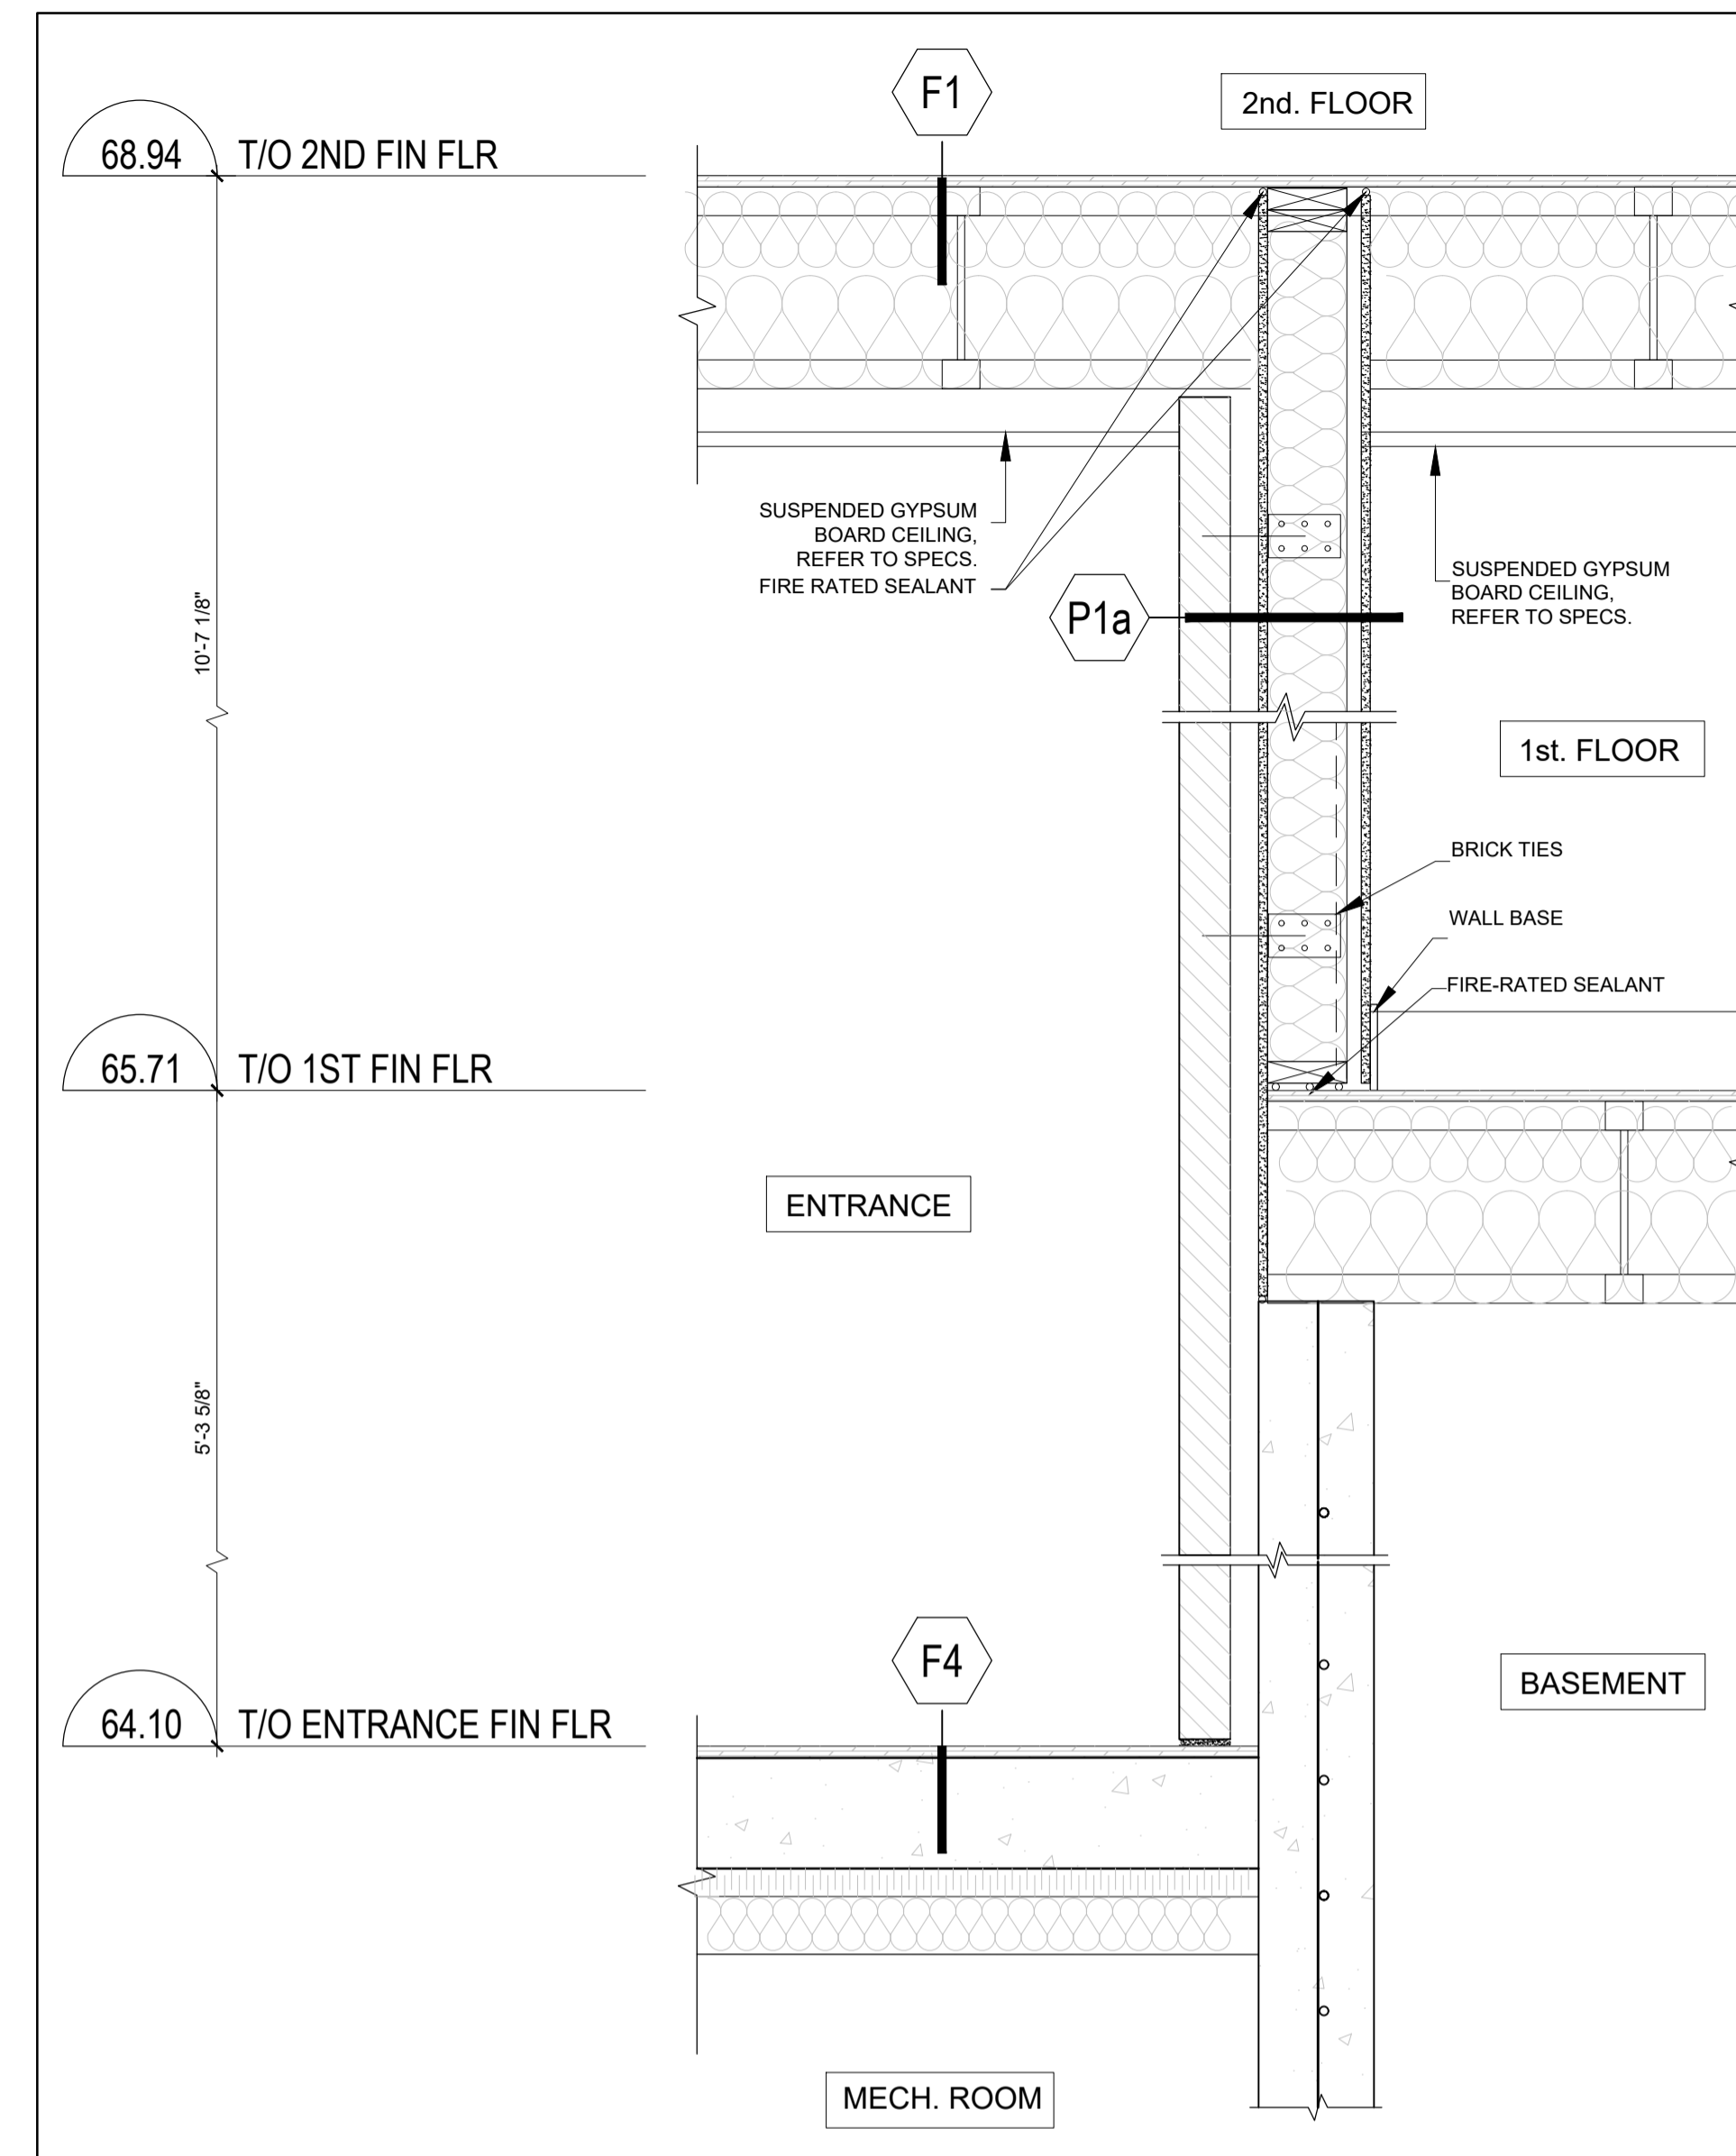 F1
2nd. FLOOR
68.94
T/O 2ND FIN FLR
SUSPENDED GYPSUM
BOARD CEILING,
REFER TO SPECS.
FIRE RATED SEALANT
SUSPENDED GYPSUM
BOARD CEILING,
REFER TO SPECS.
P1a
10'-7 1/8"
1st. FLOOR
BRICK TIES
WALL BASE
FIRE-RATED SEALANT
65.71
T/O 1ST FIN FLR
ENTRANCE
5'-3 5/8"
F4
BASEMENT
64.10
T/O ENTRANCE FIN FLR
MECH. ROOM